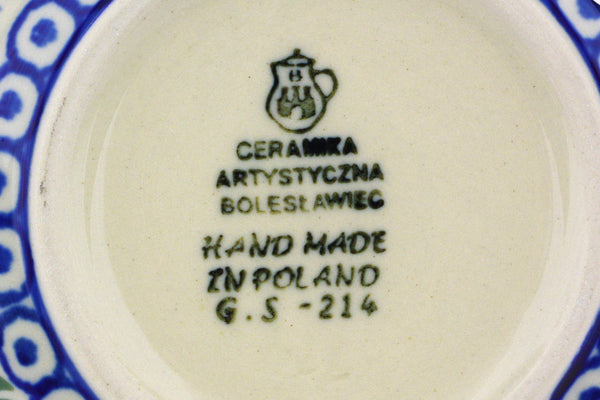 B
CERAMIKA
ARTYSTYCZNA
BOLESŁAWIEC
HAND MADE
IN POLAND
G.S -214